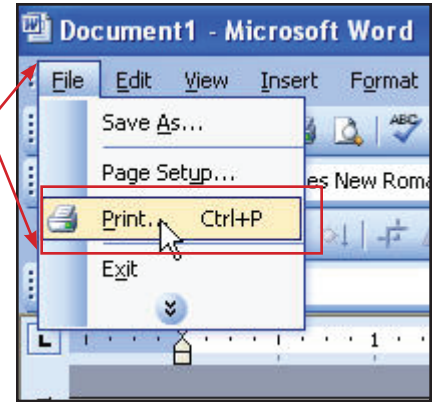 Document1 - Microsoft Word
File Edit View Insert Format
Save As...
ABC
Page Setup...
es New Roma
Print... Ctrl+P
Exit
L
1